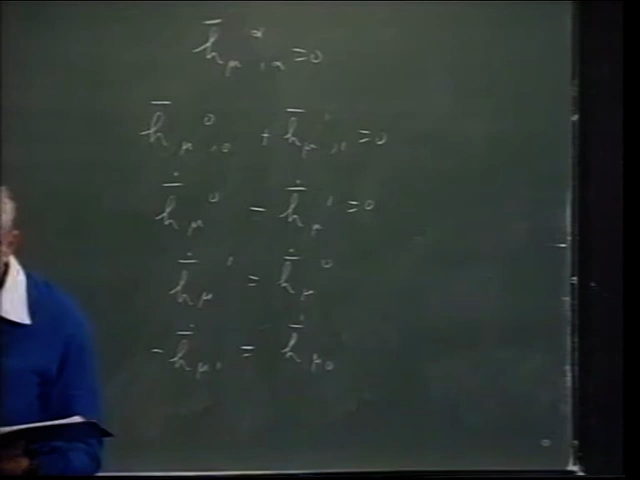 h̄_μ^α_{,α} = 0
h̄_μ^0_{,0} + h̄_μ^1_{,1} = 0
h̄̇_μ^0 − h̄̇_μ^1 = 0
h̄̇_μ^1 = h̄̇_μ^0
−h̄̇_{μ1} = h̄̇_{μ0}